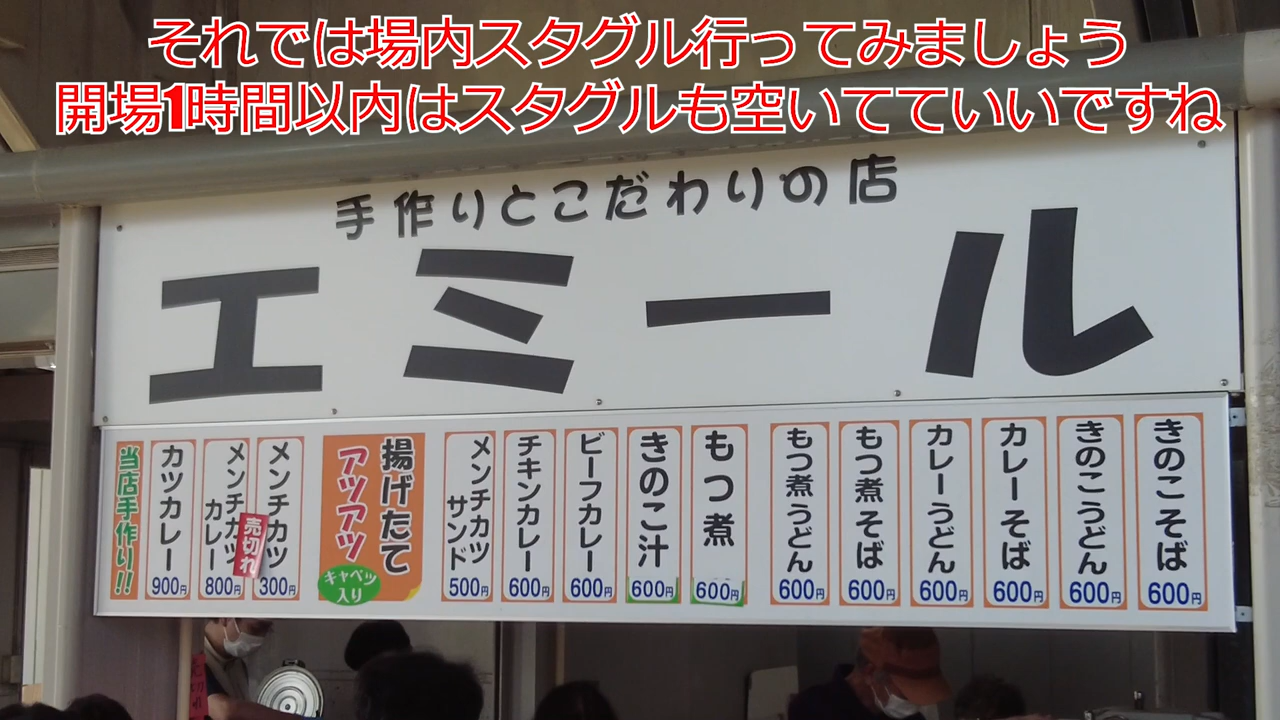 それでは場内スタグル行ってみましょう
開場1時間以内はスタグルも空いてていいですね
手作りとこだわりの店
エミール
きのこそば 600円
きのこうどん 600円
カレーそば 600円
カレーうどん 600円
もつ煮そば 600円
もつ煮うどん 600円
もつ煮 600円
きのこ汁 600円
ビーフカレー 600円
チキンカレー 600円
メンチカツサンド 500円
揚げたて
アツアツ
キャベツ入り
メンチカツ 300円
売切れ
メンチカツカレー 800円
カツカレー 900円
当店手作り!!